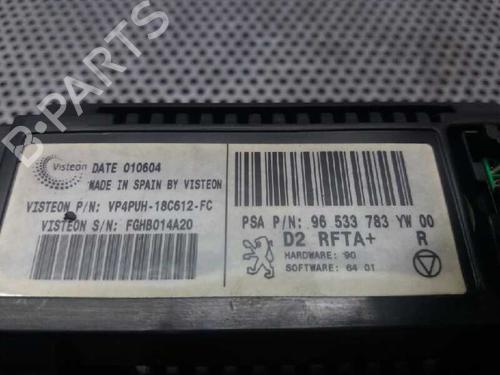 B-PARTS
Visteon
DATE 010604
MADE IN SPAIN BY VISTEON
VISTEON P/N: VP4PUH-18C612-FC
VISTEON S/N: FGHB014A20
PSA P/N: 96 533 783 YW 00
D2 RFTA+ R
HARDWARE: 90
SOFTWARE: 64 01